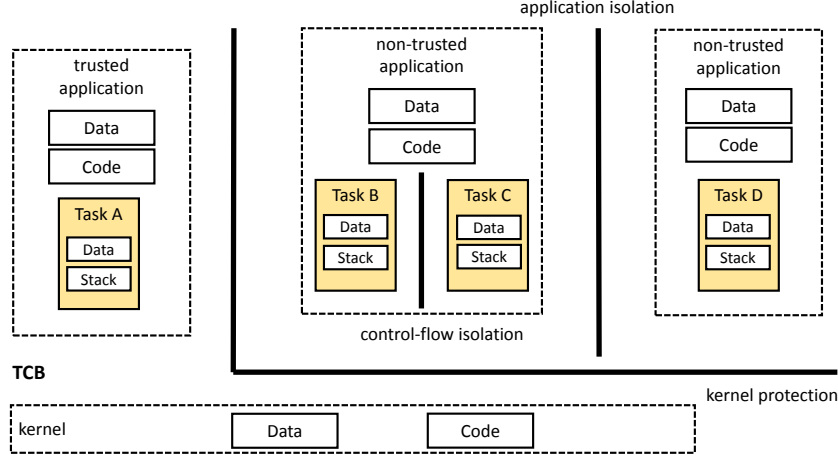 application isolation
trusted
application
Data
Code
Task A
Data
Stack
non-trusted
application
Data
Code
Task B
Data
Stack
Task C
Data
Stack
control-flow isolation
non-trusted
application
Data
Code
Task D
Data
Stack
TCB
kernel protection
kernel
Data
Code